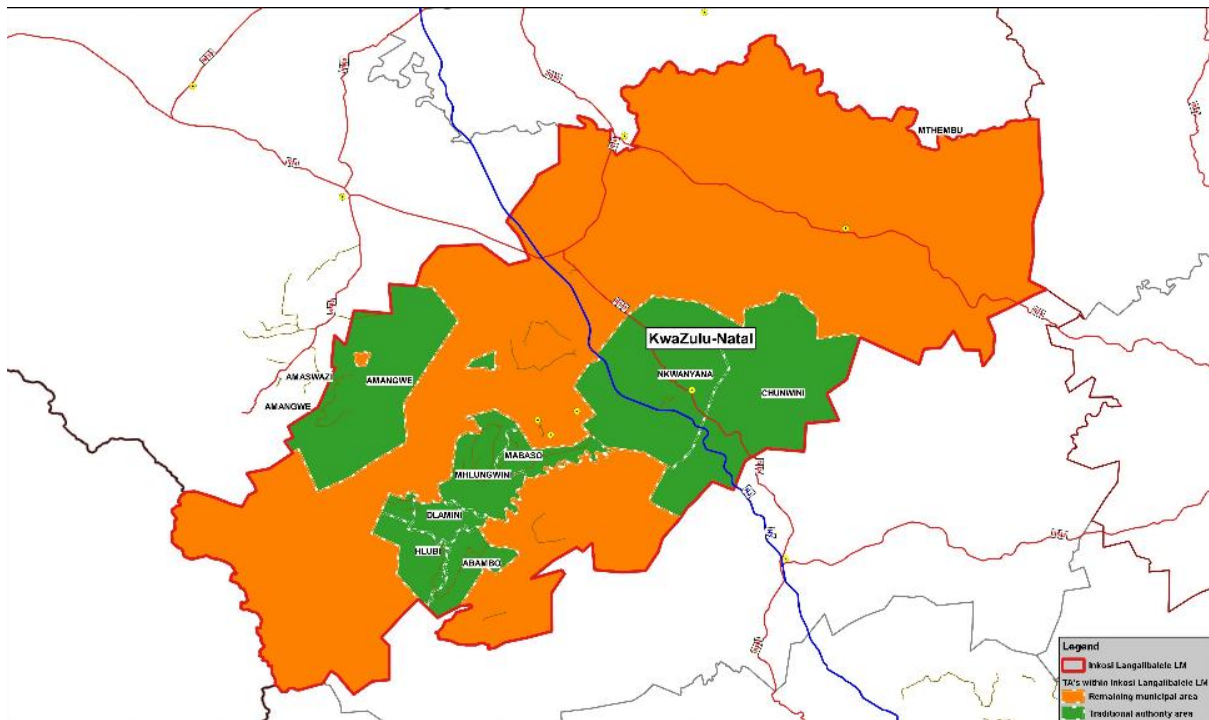 MTHEMBU
KwaZulu-Natal
NKWANYANA
AMASWAZI
AMANGWE
CHUNWINI
AMANGWE
MABASO
MHLUNGWINI
DLAMINI
HLUBI
ABAMBO
Legend
Inkosi Langalibalele LM
TA's within Inkosi Langalibalele LM
Remaining municipal area
Traditional authority area